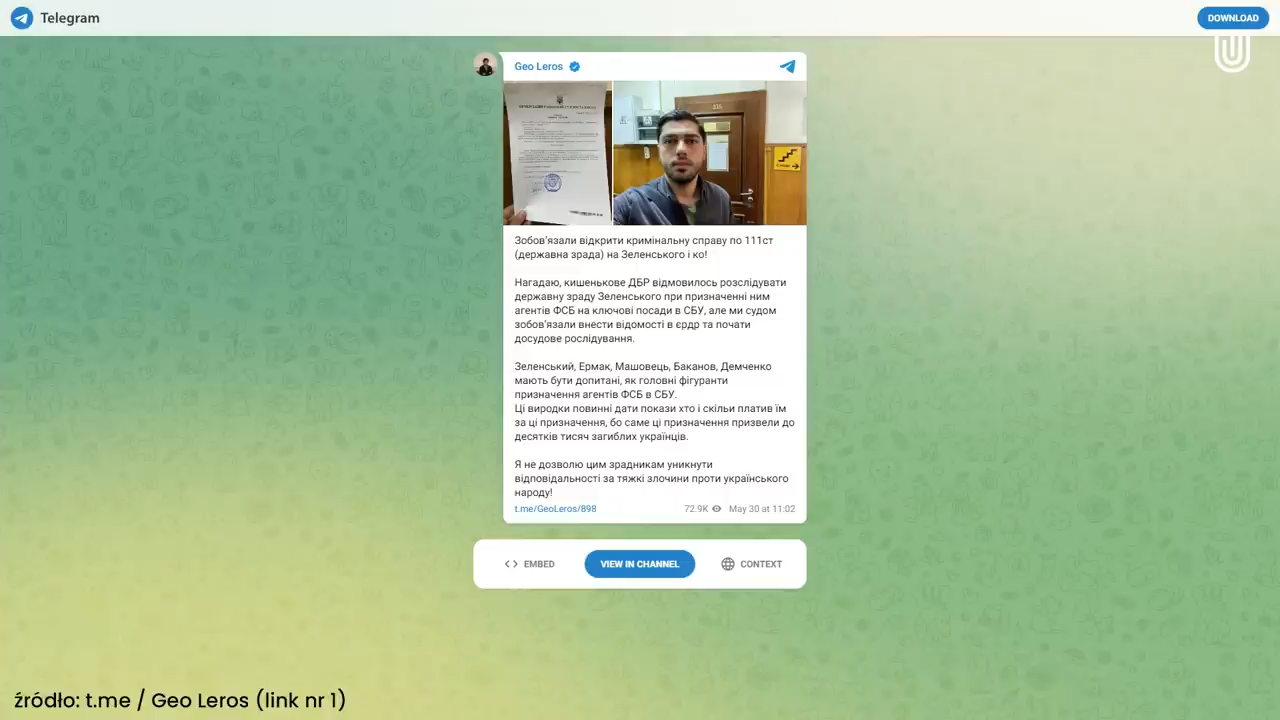 Telegram
DOWNLOAD
Geo Leros
Зобов'язали відкрити кримінальну справу по 111ст
(державна зрада) на Зеленського і ко!
Нагадаю, кишенькове ДБР відмовилось розслідувати
державну зраду Зеленського при призначенні ним
агентів ФСБ на ключові посади в СБУ, але ми судом
зобов'язали внести відомості в єрдр та почати
досудове рослідування.
Зеленський, Ермак, Машовець, Баканов, Демченко
мають бути допитані, як головні фігуранти
призначення агентів ФСБ в СБУ.
Ці виродки повинні дати покази хто і скільи платив їм
за ці призначення, бо саме ці призначення призвели до
десятків тисяч загиблих українців.
Я не дозволю цим зрадникам уникнути
відповідальності за тяжкі злочини проти українського
народу!
t.me/GeoLeros/898 72.9K May 30 at 11:02
EMBED VIEW IN CHANNEL CONTEXT
źródło: t.me / Geo Leros (link nr 1)